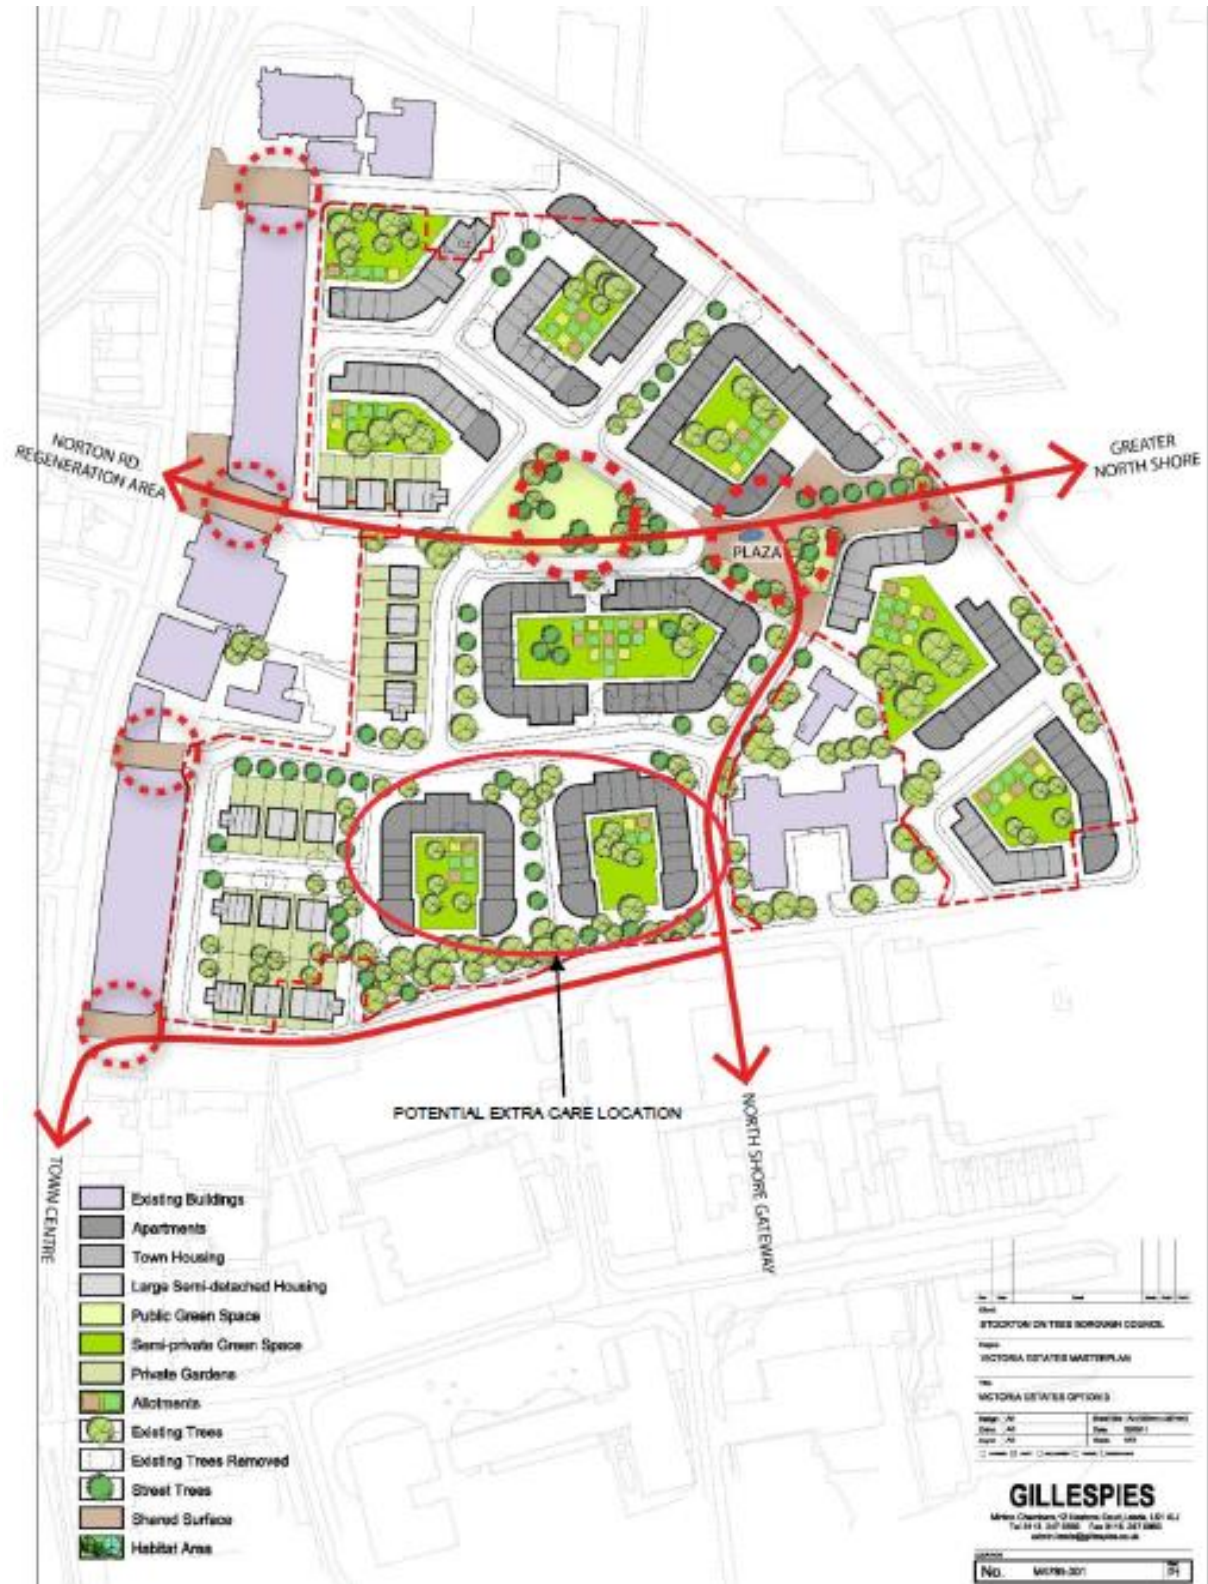 NORTON RD.
REGENERATION AREA
GREATER
NORTH SHORE
PLAZA
POTENTIAL EXTRA CARE LOCATION
TOWN CENTRE
NORTH SHORE GATEWAY
Existing Buildings
Apartments
Town Housing
Large Semi-detached Housing
Public Green Space
Semi-private Green Space
Private Gardens
Allotments
Existing Trees
Existing Trees Removed
Street Trees
Shared Surface
Habitat Area
STOCKTON ON TEES BOROUGH COUNCIL
VICTORIA ESTATES MASTERPLAN
VICTORIA ESTATES OPTION
GILLESPIES
No.